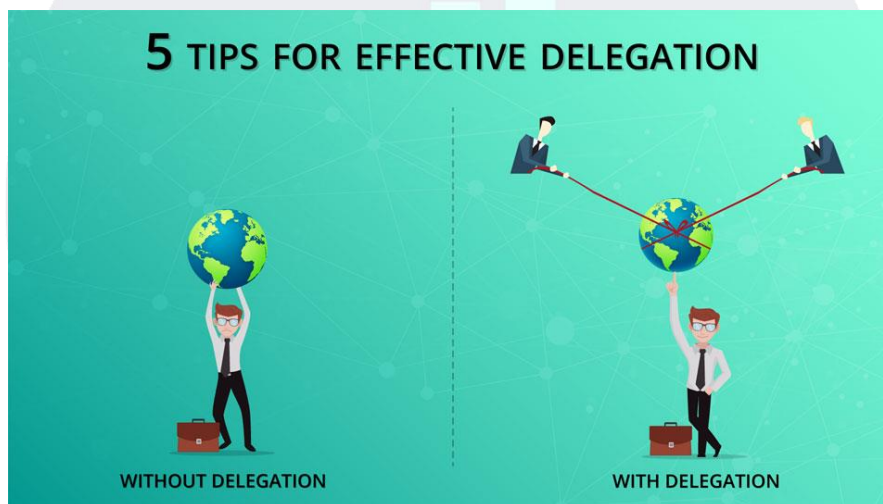 5 TIPS FOR EFFECTIVE DELEGATION
WITHOUT DELEGATION
WITH DELEGATION